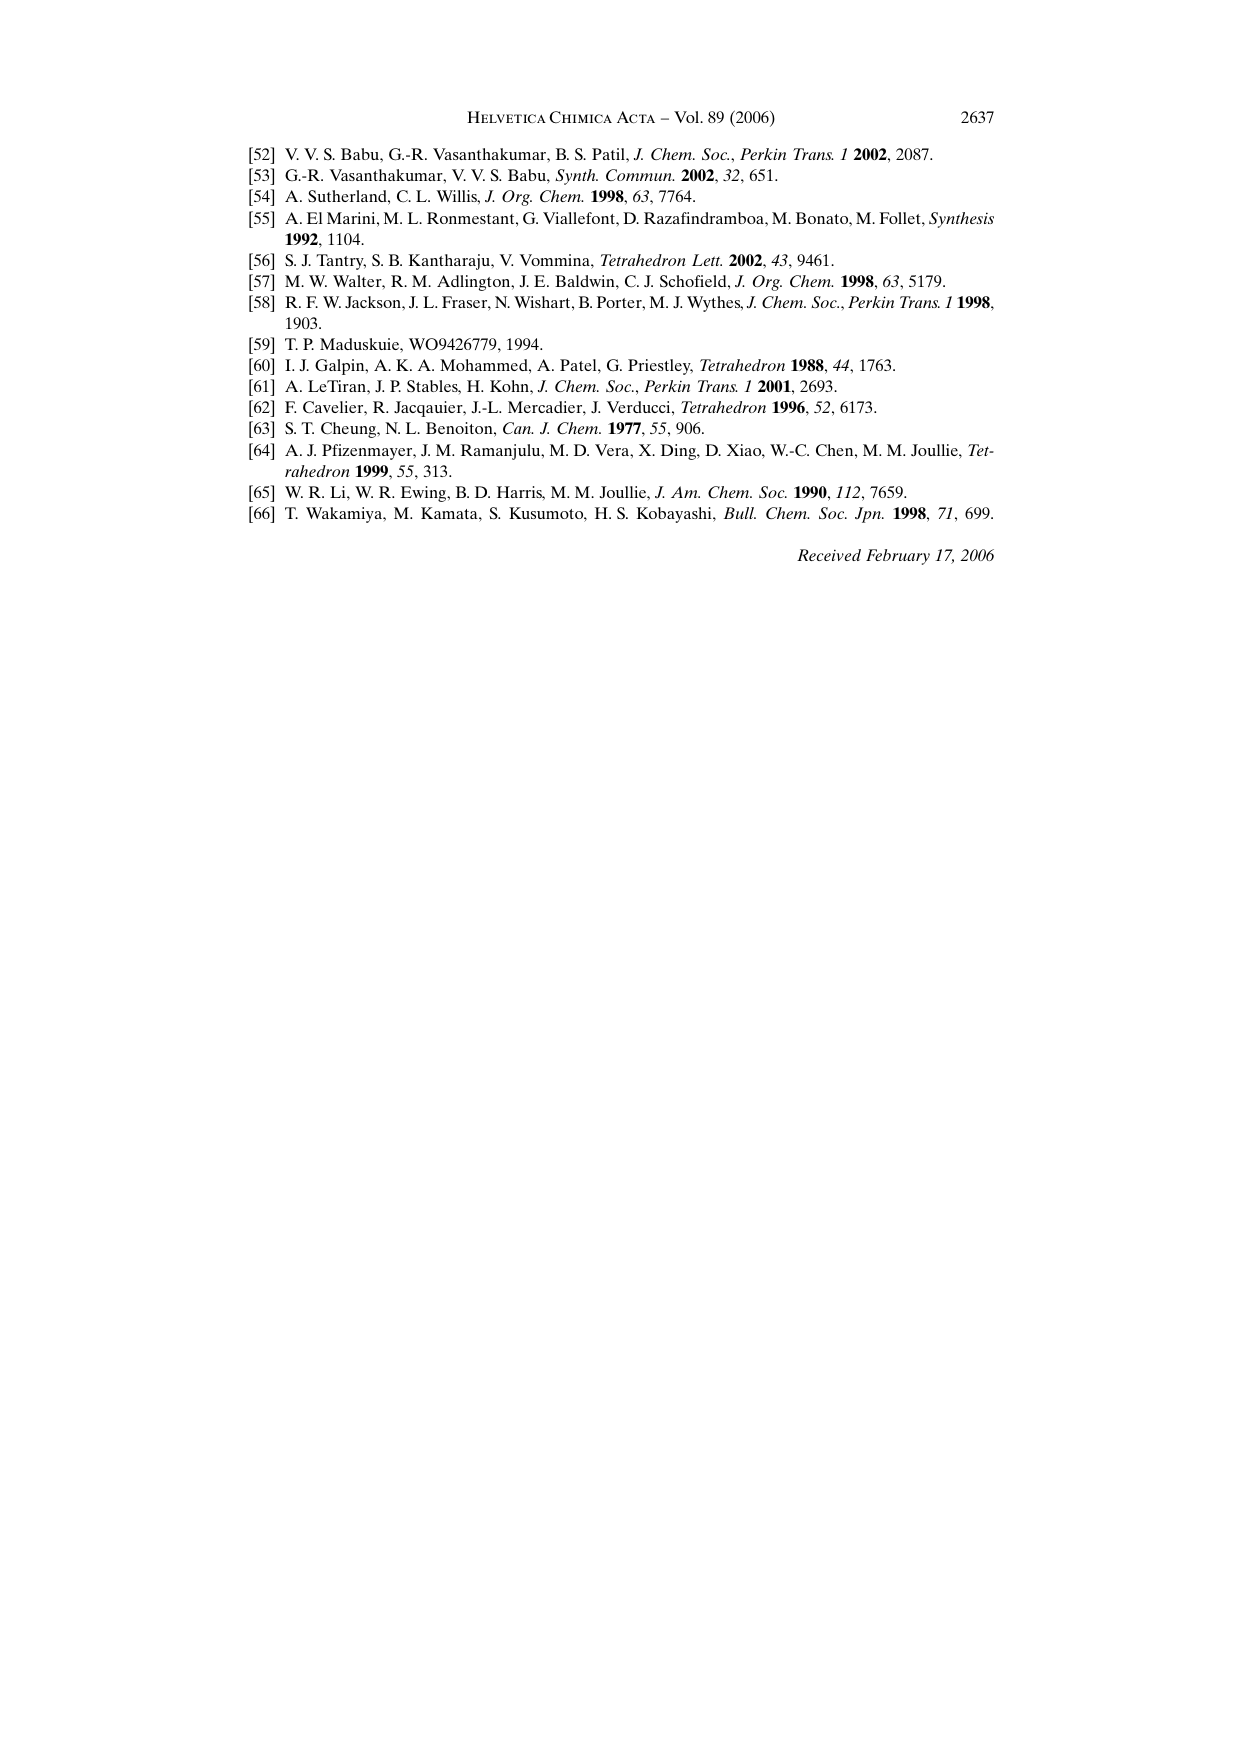 HELVETICA CHIMICA ACTA – Vol. 89 (2006) 2637
[52] V. V. S. Babu, G.-R. Vasanthakumar, B. S. Patil, J. Chem. Soc., Perkin Trans. 1 2002, 2087.
[53] G.-R. Vasanthakumar, V. V. S. Babu, Synth. Commun. 2002, 32, 651.
[54] A. Sutherland, C. L. Willis, J. Org. Chem. 1998, 63, 7764.
[55] A. El Marini, M. L. Ronmestant, G. Viallefont, D. Razafindramboa, M. Bonato, M. Follet, Synthesis
1992, 1104.
[56] S. J. Tantry, S. B. Kantharaju, V. Vommina, Tetrahedron Lett. 2002, 43, 9461.
[57] M. W. Walter, R. M. Adlington, J. E. Baldwin, C. J. Schofield, J. Org. Chem. 1998, 63, 5179.
[58] R. F. W. Jackson, J. L. Fraser, N. Wishart, B. Porter, M. J. Wythes, J. Chem. Soc., Perkin Trans. 1 1998,
1903.
[59] T. P. Maduskuie, WO9426779, 1994.
[60] I. J. Galpin, A. K. A. Mohammed, A. Patel, G. Priestley, Tetrahedron 1988, 44, 1763.
[61] A. LeTiran, J. P. Stables, H. Kohn, J. Chem. Soc., Perkin Trans. 1 2001, 2693.
[62] F. Cavelier, R. Jacqauier, J.-L. Mercadier, J. Verducci, Tetrahedron 1996, 52, 6173.
[63] S. T. Cheung, N. L. Benoiton, Can. J. Chem. 1977, 55, 906.
[64] A. J. Pfizenmayer, J. M. Ramanjulu, M. D. Vera, X. Ding, D. Xiao, W.-C. Chen, M. M. Joullie, Tet-
rahedron 1999, 55, 313.
[65] W. R. Li, W. R. Ewing, B. D. Harris, M. M. Joullie, J. Am. Chem. Soc. 1990, 112, 7659.
[66] T. Wakamiya, M. Kamata, S. Kusumoto, H. S. Kobayashi, Bull. Chem. Soc. Jpn. 1998, 71, 699.
Received February 17, 2006